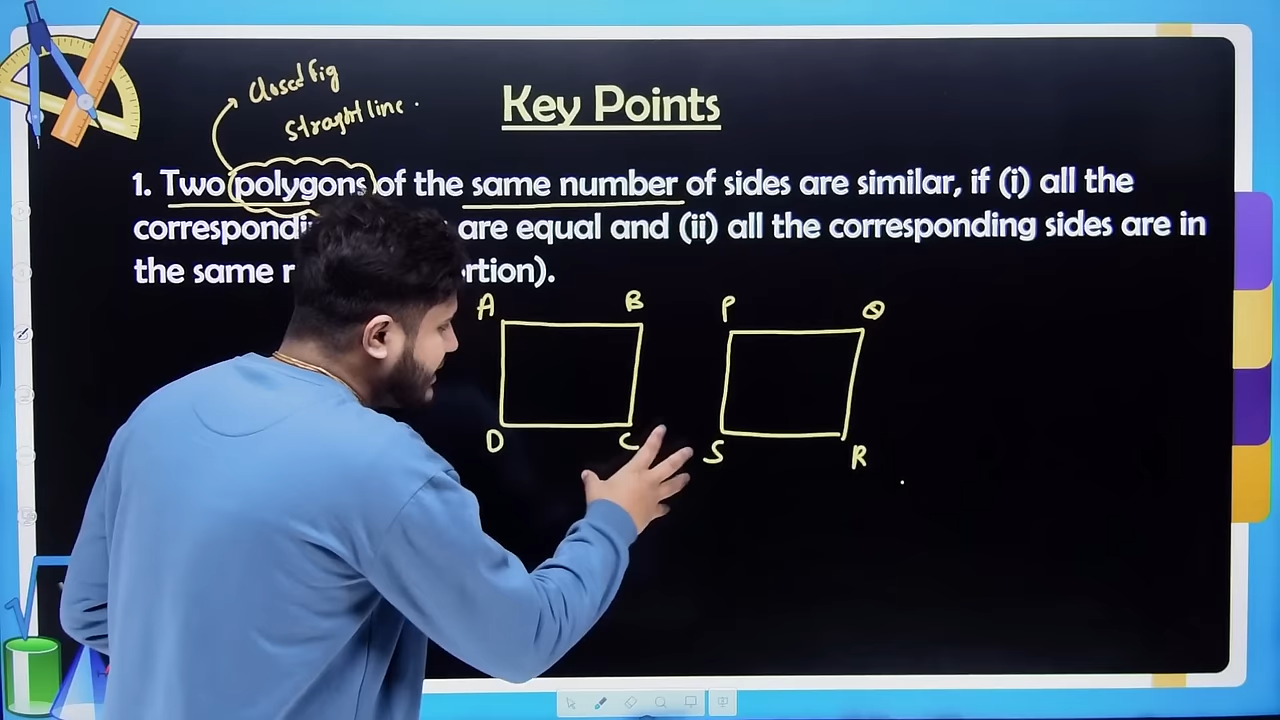 Closed fig
straight line.
Key Points
1. Two polygons of the same number of sides are similar, if (i) all the
correspondi are equal and (ii) all the corresponding sides are in
the same r rtion).
A B P Q
D C S R